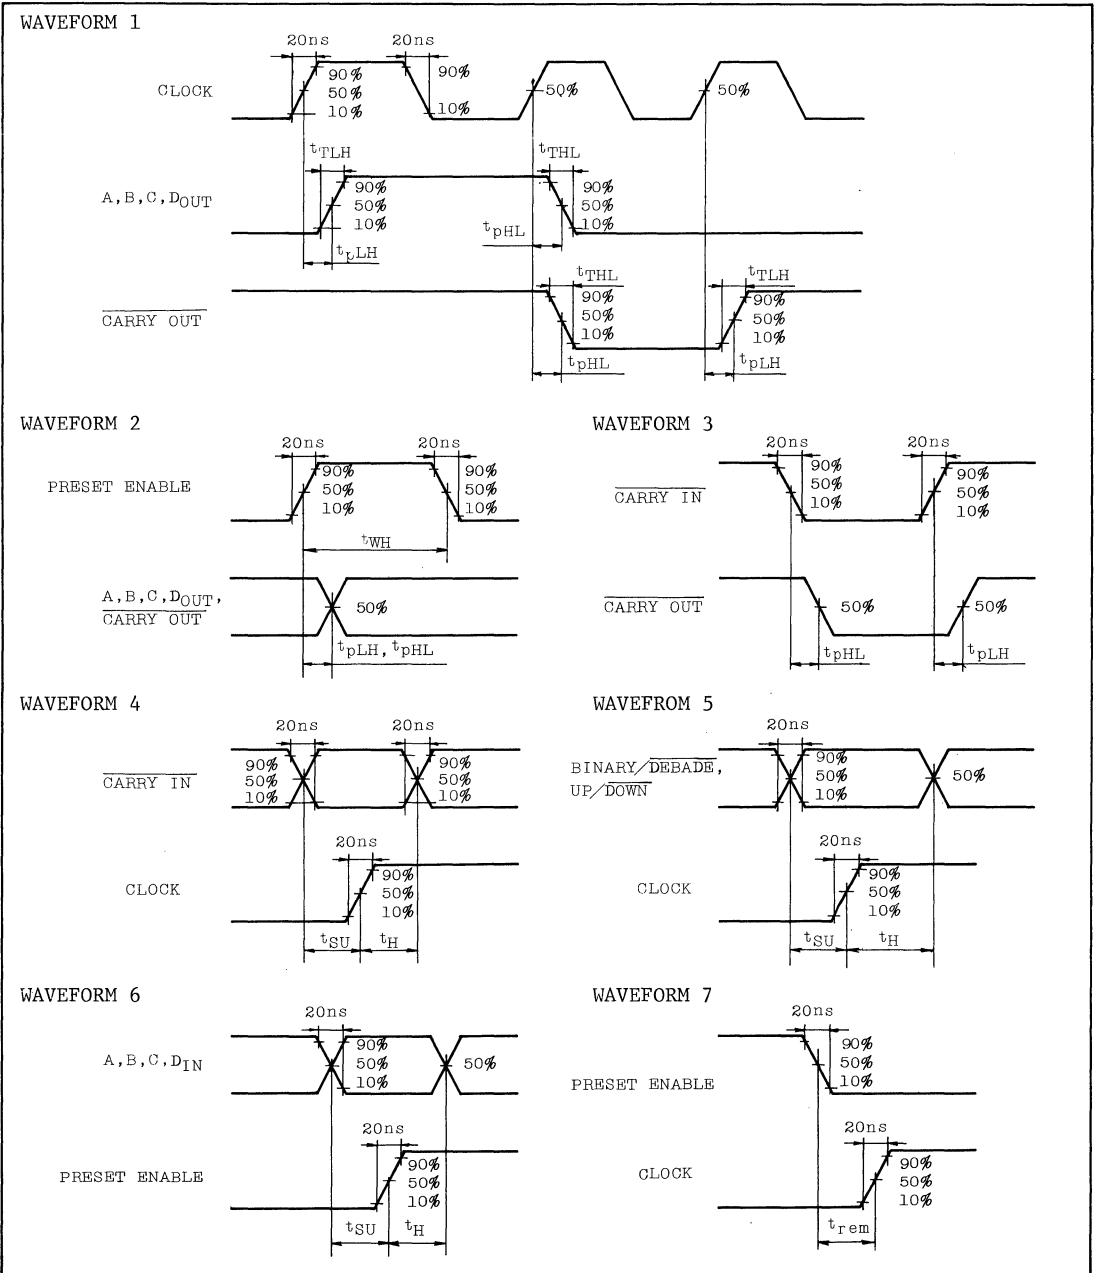 WAVEFORM 1
20ns 20ns
CLOCK
90% 90%
50% 50% 50%
10% 10%
tTLH tTHL
A,B,C,DOUT
90% 90%
50% 50%
10% 10%
tpLH tpHL
tTHL tTLH
CARRY OUT
90% 90%
50% 50%
10% 10%
tpHL tpLH
WAVEFORM 2
20ns 20ns
PRESET ENABLE
90% 90%
50% 50%
10% 10%
tWH
A,B,C,DOUT,
CARRY OUT
50%
tpLH,tpHL
WAVEFORM 3
20ns 20ns
CARRY IN
90% 90%
50% 50%
10% 10%
CARRY OUT
50% 50%
tpHL tpLH
WAVEFORM 4
20ns 20ns
CARRY IN
90% 90%
50% 50%
10% 10%
20ns
CLOCK
90%
50%
10%
tSU tH
WAVEFROM 5
20ns
BINARY/DEBADE,
UP/DOWN
90%
50% 50%
10%
20ns
CLOCK
90%
50%
10%
tSU tH
WAVEFORM 6
20ns
A,B,C,DIN
90%
50% 50%
10%
20ns
PRESET ENABLE
90%
50%
10%
tSU tH
WAVEFORM 7
20ns
PRESET ENABLE
90%
50%
10%
20ns
CLOCK
90%
50%
10%
trem